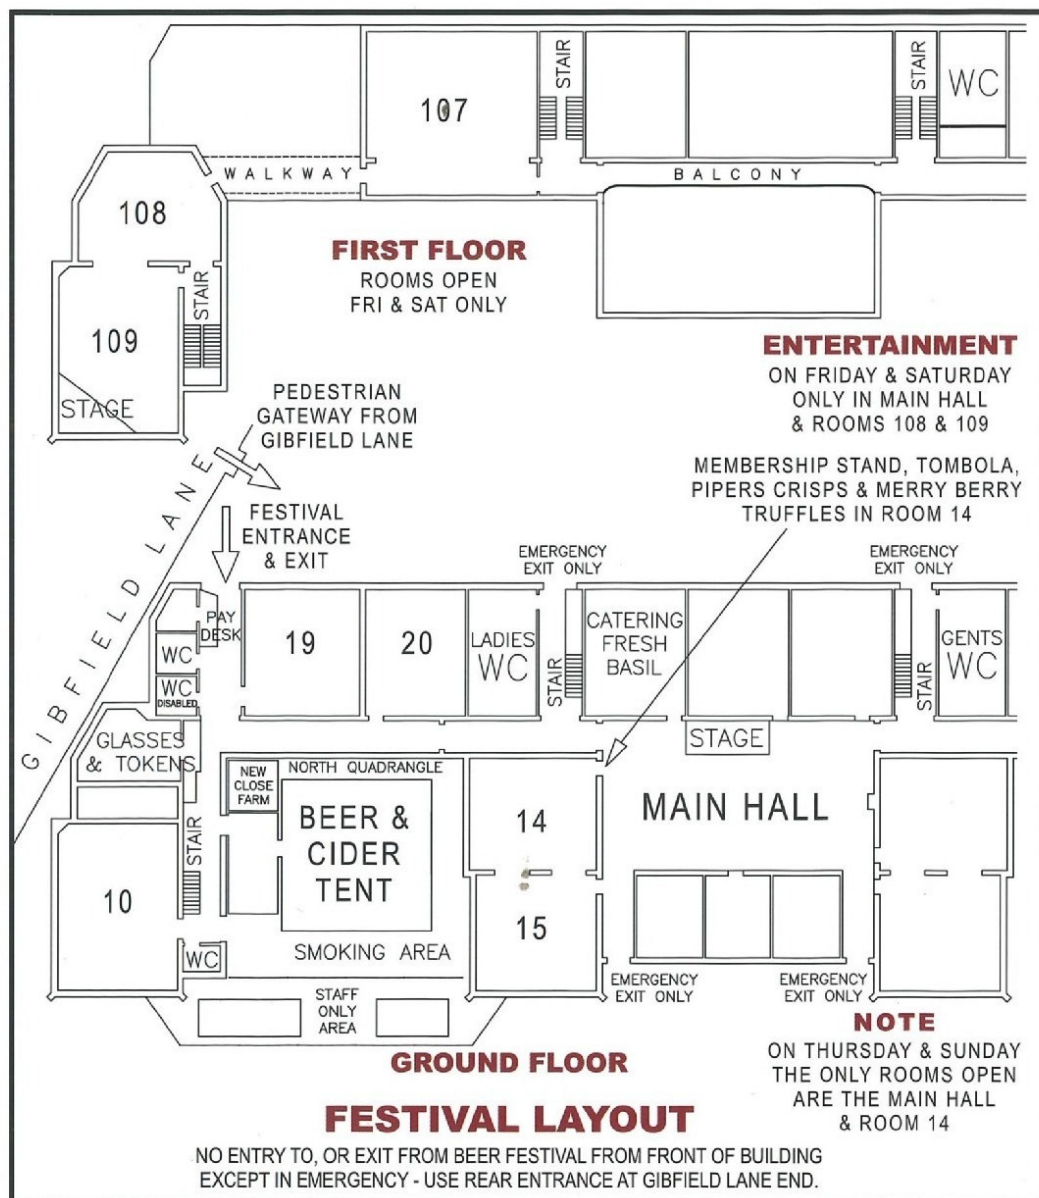 107
STAIR
STAIR
WC
WALKWAY
BALCONY
108
FIRST FLOOR
ROOMS OPEN
FRI & SAT ONLY
STAIR
109
STAGE
ENTERTAINMENT
ON FRIDAY & SATURDAY
ONLY IN MAIN HALL
& ROOMS 108 & 109
PEDESTRIAN
GATEWAY FROM
GIBFIELD LANE
MEMBERSHIP STAND, TOMBOLA,
PIPERS CRISPS & MERRY BERRY
TRUFFLES IN ROOM 14
GIBFIELD LANE
FESTIVAL
ENTRANCE
& EXIT
EMERGENCY
EXIT ONLY
EMERGENCY
EXIT ONLY
PAY
DESK
WC
WC
DISABLED
19
20
LADIES
WC
STAIR
CATERING
FRESH
BASIL
STAIR
GENTS
WC
GLASSES
& TOKENS
STAGE
NORTH QUADRANGLE
NEW
CLOSE
FARM
BEER &
CIDER
TENT
14
MAIN HALL
STAIR
10
15
WC
SMOKING AREA
EMERGENCY
EXIT ONLY
EMERGENCY
EXIT ONLY
STAFF
ONLY
AREA
GROUND FLOOR
NOTE
ON THURSDAY & SUNDAY
THE ONLY ROOMS OPEN
ARE THE MAIN HALL
& ROOM 14
FESTIVAL LAYOUT
NO ENTRY TO, OR EXIT FROM BEER FESTIVAL FROM FRONT OF BUILDING
EXCEPT IN EMERGENCY - USE REAR ENTRANCE AT GIBFIELD LANE END.